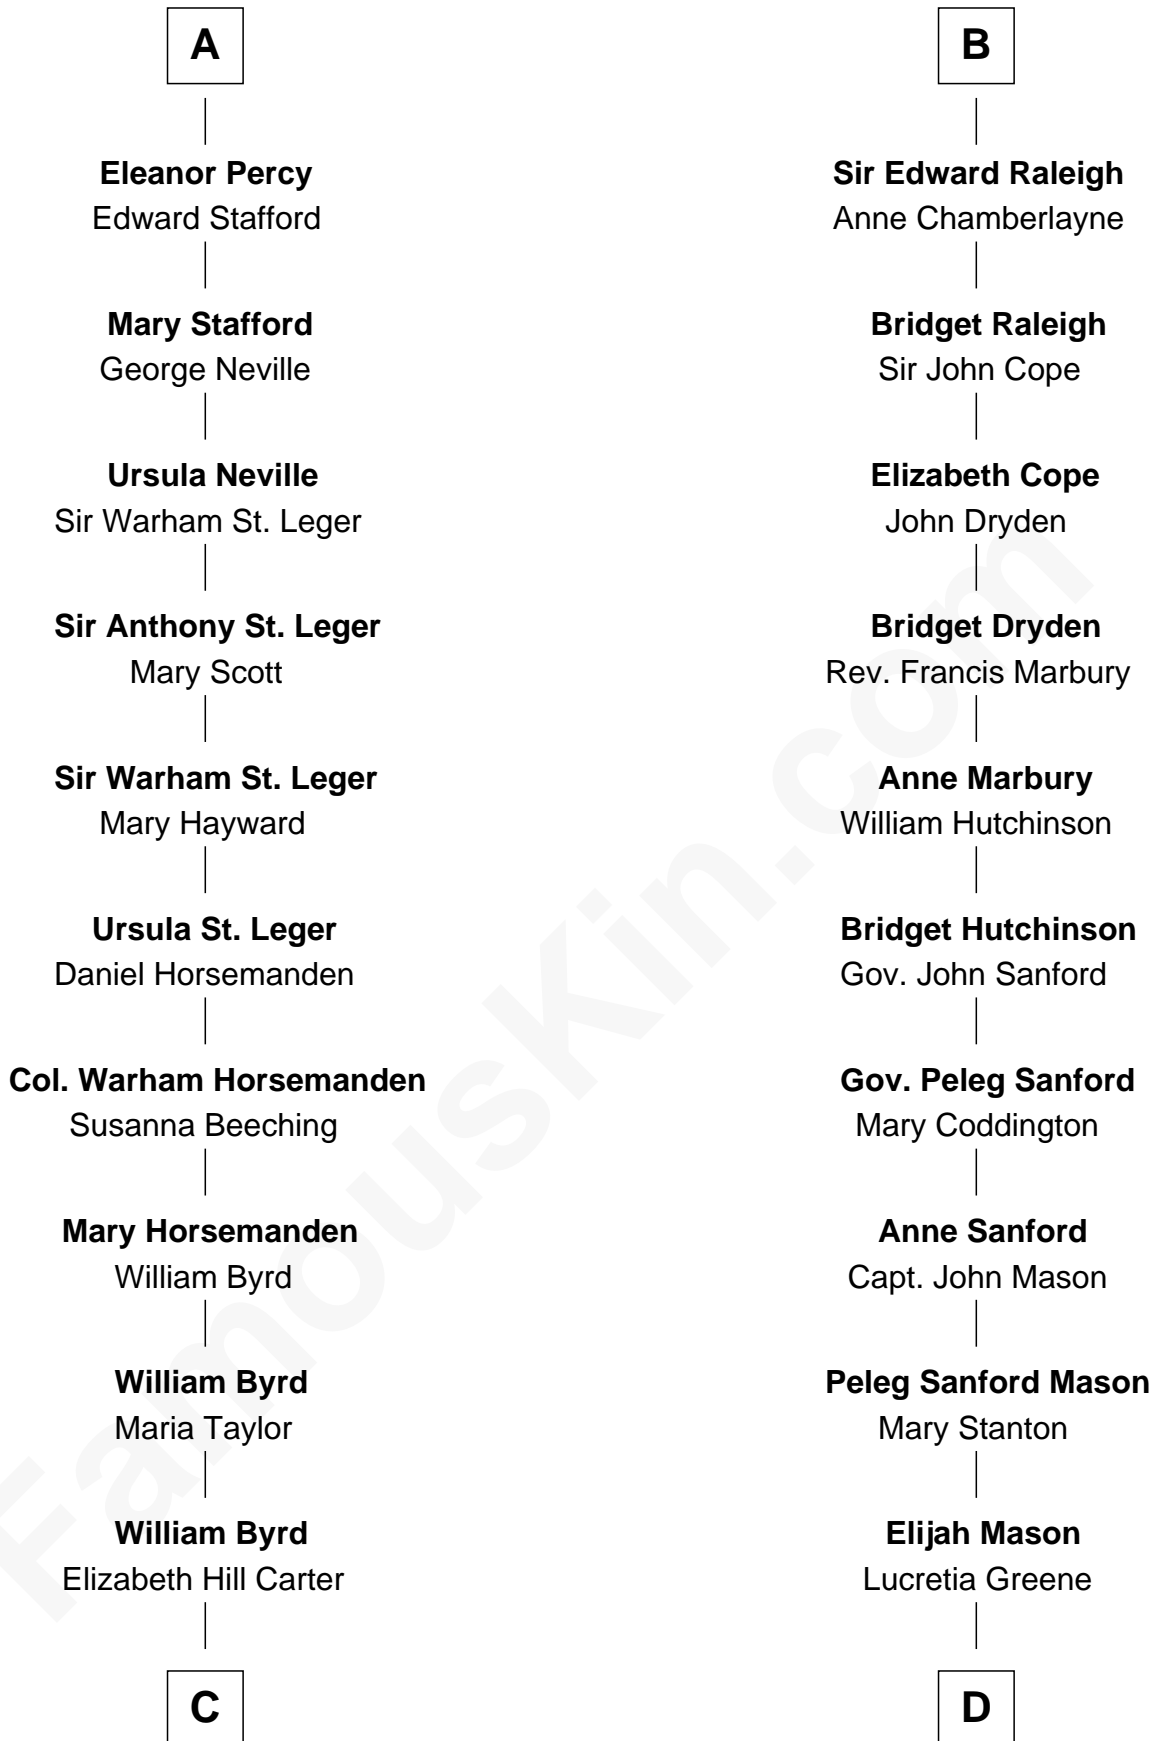 A
Eleanor Percy
Edward Stafford
Mary Stafford
George Neville
Ursula Neville
Sir Warham St. Leger
Sir Anthony St. Leger
Mary Scott
Sir Warham St. Leger
Mary Hayward
Ursula St. Leger
Daniel Horsemanden
Col. Warham Horsemanden
Susanna Beeching
Mary Horsemanden
William Byrd
William Byrd
Maria Taylor
William Byrd
Elizabeth Hill Carter
C
B
Sir Edward Raleigh
Anne Chamberlayne
Bridget Raleigh
Sir John Cope
Elizabeth Cope
John Dryden
Bridget Dryden
Rev. Francis Marbury
Anne Marbury
William Hutchinson
Bridget Hutchinson
Gov. John Sanford
Gov. Peleg Sanford
Mary Coddington
Anne Sanford
Capt. John Mason
Peleg Sanford Mason
Mary Stanton
Elijah Mason
Lucretia Greene
D
FamousKin.com